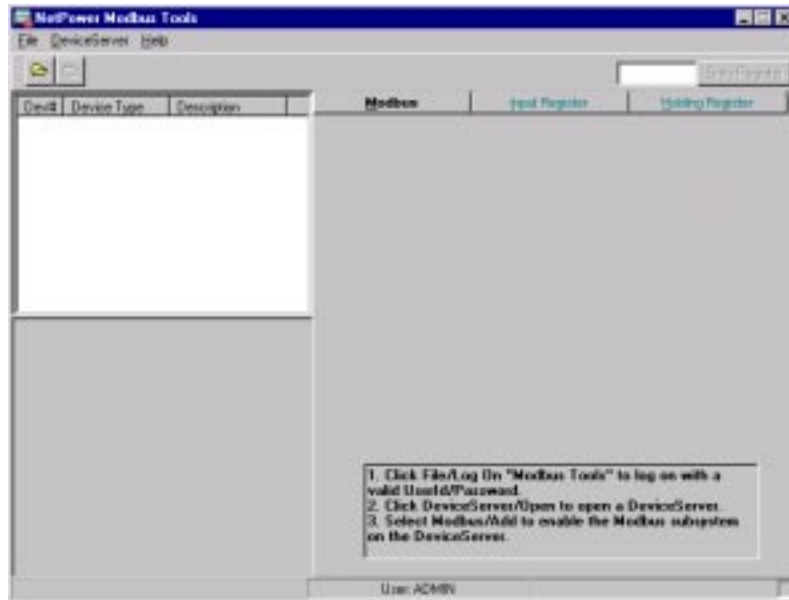 NetPower Modbus Tools
File DeviceServer Help
Query Register
Dev# Device Type Description
Modbus Input Register Holding Register
1. Click File/Log On "Modbus Tools" to log on with a
valid UserId/Password.
2. Click DeviceServer/Open to open a DeviceServer.
3. Select Modbus/Add to enable the Modbus subsystem
on the DeviceServer.
User: ADMIN